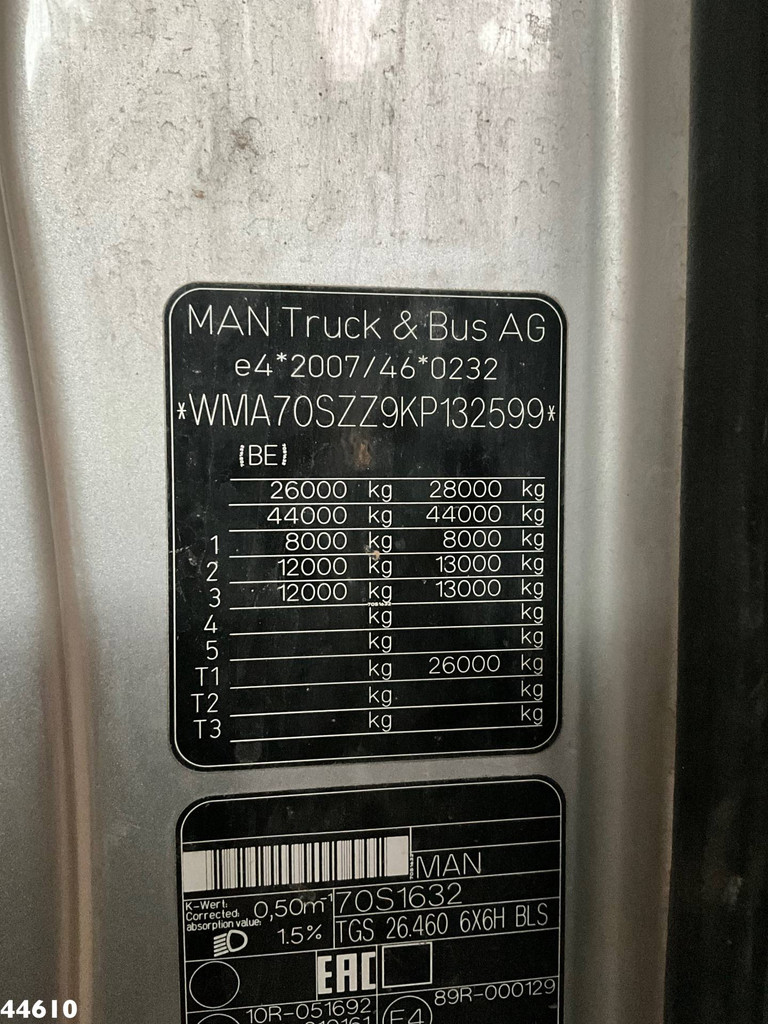 MAN Truck & Bus AG
e4*2007/46*0232
*WMA70SZZ9KP132599*
BE
26000 kg 28000 kg
44000 kg 44000 kg
1 8000 kg 8000 kg
2 12000 kg 13000 kg
3 12000 kg 13000 kg
4 kg kg
5 kg kg
T1 kg 26000 kg
T2 kg kg
T3 kg kg
MAN
K-Wert:
Corrected
absorption value:
0,50m⁻¹
70S1632
1.5%
TGS 26.460 6X6H BLS
EAC
10R-051692
89R-000129
E4
44610